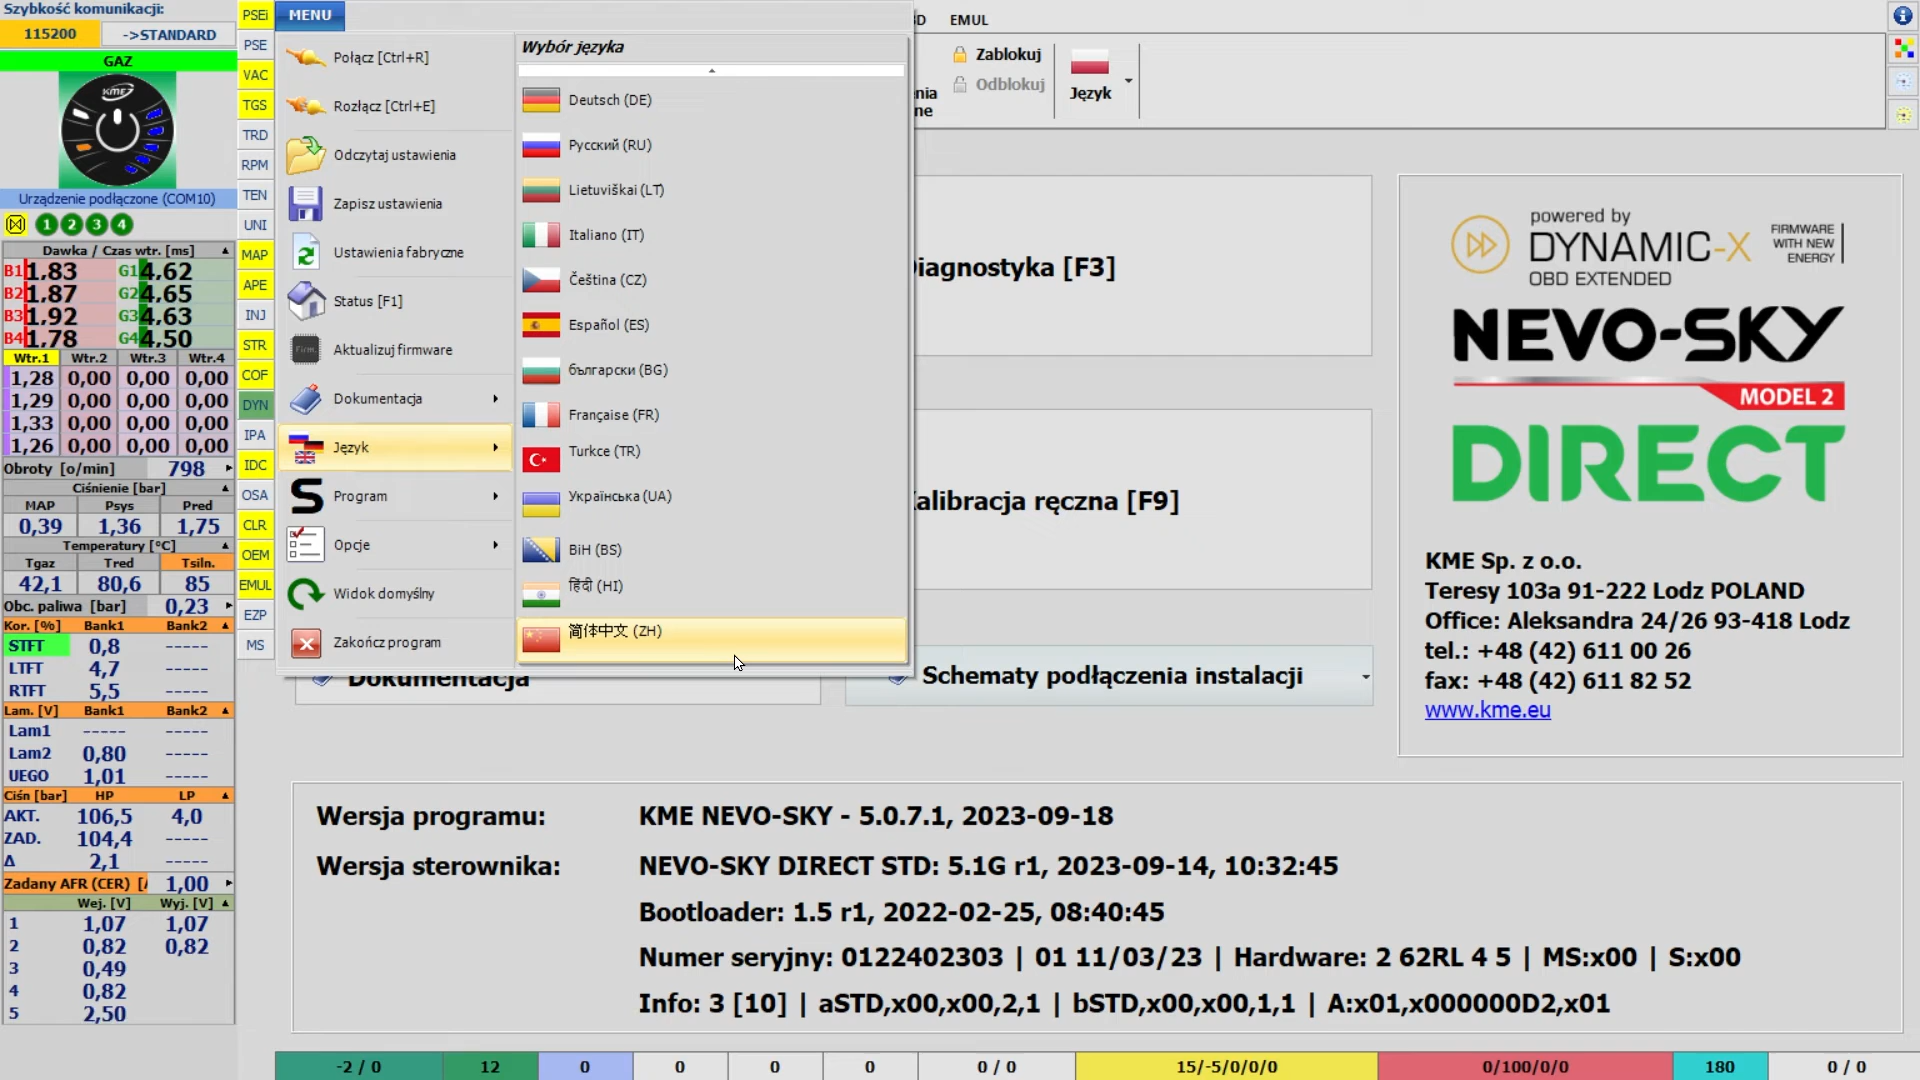 Szybkość komunikacji:
115200
->STANDARD
GAZ
KME
Urządzenie podłączone (COM10)
1 2 3 4
Dawka / Czas wtr. [ms]
B1 1,83 G1 4,62
B2 1,87 G2 4,65
B3 1,92 G3 4,63
B4 1,78 G4 4,50
Wtr.1 Wtr.2 Wtr.3 Wtr.4
1,28 0,00 0,00 0,00
1,29 0,00 0,00 0,00
1,33 0,00 0,00 0,00
1,26 0,00 0,00 0,00
Obroty [o/min] 798
Ciśnienie [bar]
MAP Psys Pred
0,39 1,36 1,75
Temperatury [°C]
Tgaz Tred Tsiln.
42,1 80,6 85
Obc. paliwa [bar] 0,23
Kor. [%] Bank1 Bank2
STFT 0,8 -----
LTFT 4,7 -----
RTFT 5,5 -----
Lam. [V] Bank1 Bank2
Lam1 ----- -----
Lam2 0,80 -----
UEGO 1,01 -----
Ciśn [bar] HP LP
AKT. 106,5 4,0
ZAD. 104,4 -----
Δ 2,1 -----
Zadany AFR (CER) [ 1,00
Wej. [V] Wyj. [V]
1 1,07 1,07
2 0,82 0,82
3 0,49
4 0,82
5 2,50
PSEi
PSE
VAC
TGS
TRD
RPM
TEN
UNI
MAP
APE
INJ
STR
COF
DYN
IPA
IDC
OSA
CLR
OEM
EMUL
EZP
MS
MENU
Połącz [Ctrl+R]
Rozłącz [Ctrl+E]
Odczytaj ustawienia
Zapisz ustawienia
Ustawienia fabryczne
Status [F1]
Firm.
Aktualizuj firmware
Dokumentacja
Język
Program
Opcje
Widok domyślny
Zakończ program
Wybór języka
Deutsch (DE)
Русский (RU)
Lietuviškai (LT)
Italiano (IT)
Čeština (CZ)
Español (ES)
български (BG)
Française (FR)
Turkce (TR)
Українська (UA)
BiH (BS)
हिंदी (HI)
简体中文 (ZH)
D EMUL
nia
ne
Zablokuj
Odblokuj
Język
iagnostyka [F3]
alibracja ręczna [F9]
Dokumentacja
Schematy podłączenia instalacji
powered by
DYNAMIC-X
OBD EXTENDED
FIRMWARE
WITH NEW
ENERGY
NEVO-SKY
MODEL 2
DIRECT
KME Sp. z o.o.
Teresy 103a 91-222 Lodz POLAND
Office: Aleksandra 24/26 93-418 Lodz
tel.: +48 (42) 611 00 26
fax: +48 (42) 611 82 52
www.kme.eu
Wersja programu: KME NEVO-SKY - 5.0.7.1, 2023-09-18
Wersja sterownika: NEVO-SKY DIRECT STD: 5.1G r1, 2023-09-14, 10:32:45
Bootloader: 1.5 r1, 2022-02-25, 08:40:45
Numer seryjny: 0122402303 | 01 11/03/23 | Hardware: 2 62RL 4 5 | MS:x00 | S:x00
Info: 3 [10] | aSTD,x00,x00,2,1 | bSTD,x00,x00,1,1 | A:x01,x000000D2,x01
-2 / 0 12 0 0 0 0 0 / 0 15/-5/0/0/0 0/100/0/0 180 0 / 0